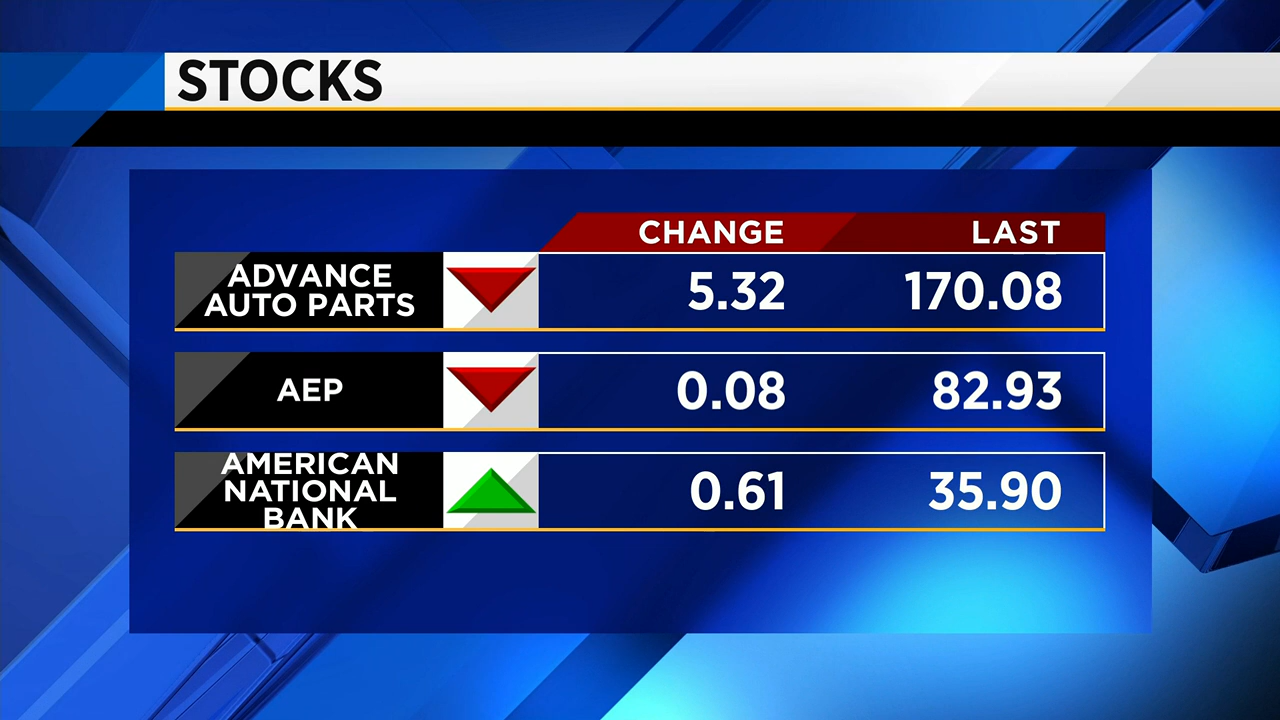 STOCKS
CHANGE LAST
ADVANCE
AUTO PARTS
5.32 170.08
AEP 0.08 82.93
AMERICAN
NATIONAL
BANK
0.61 35.90